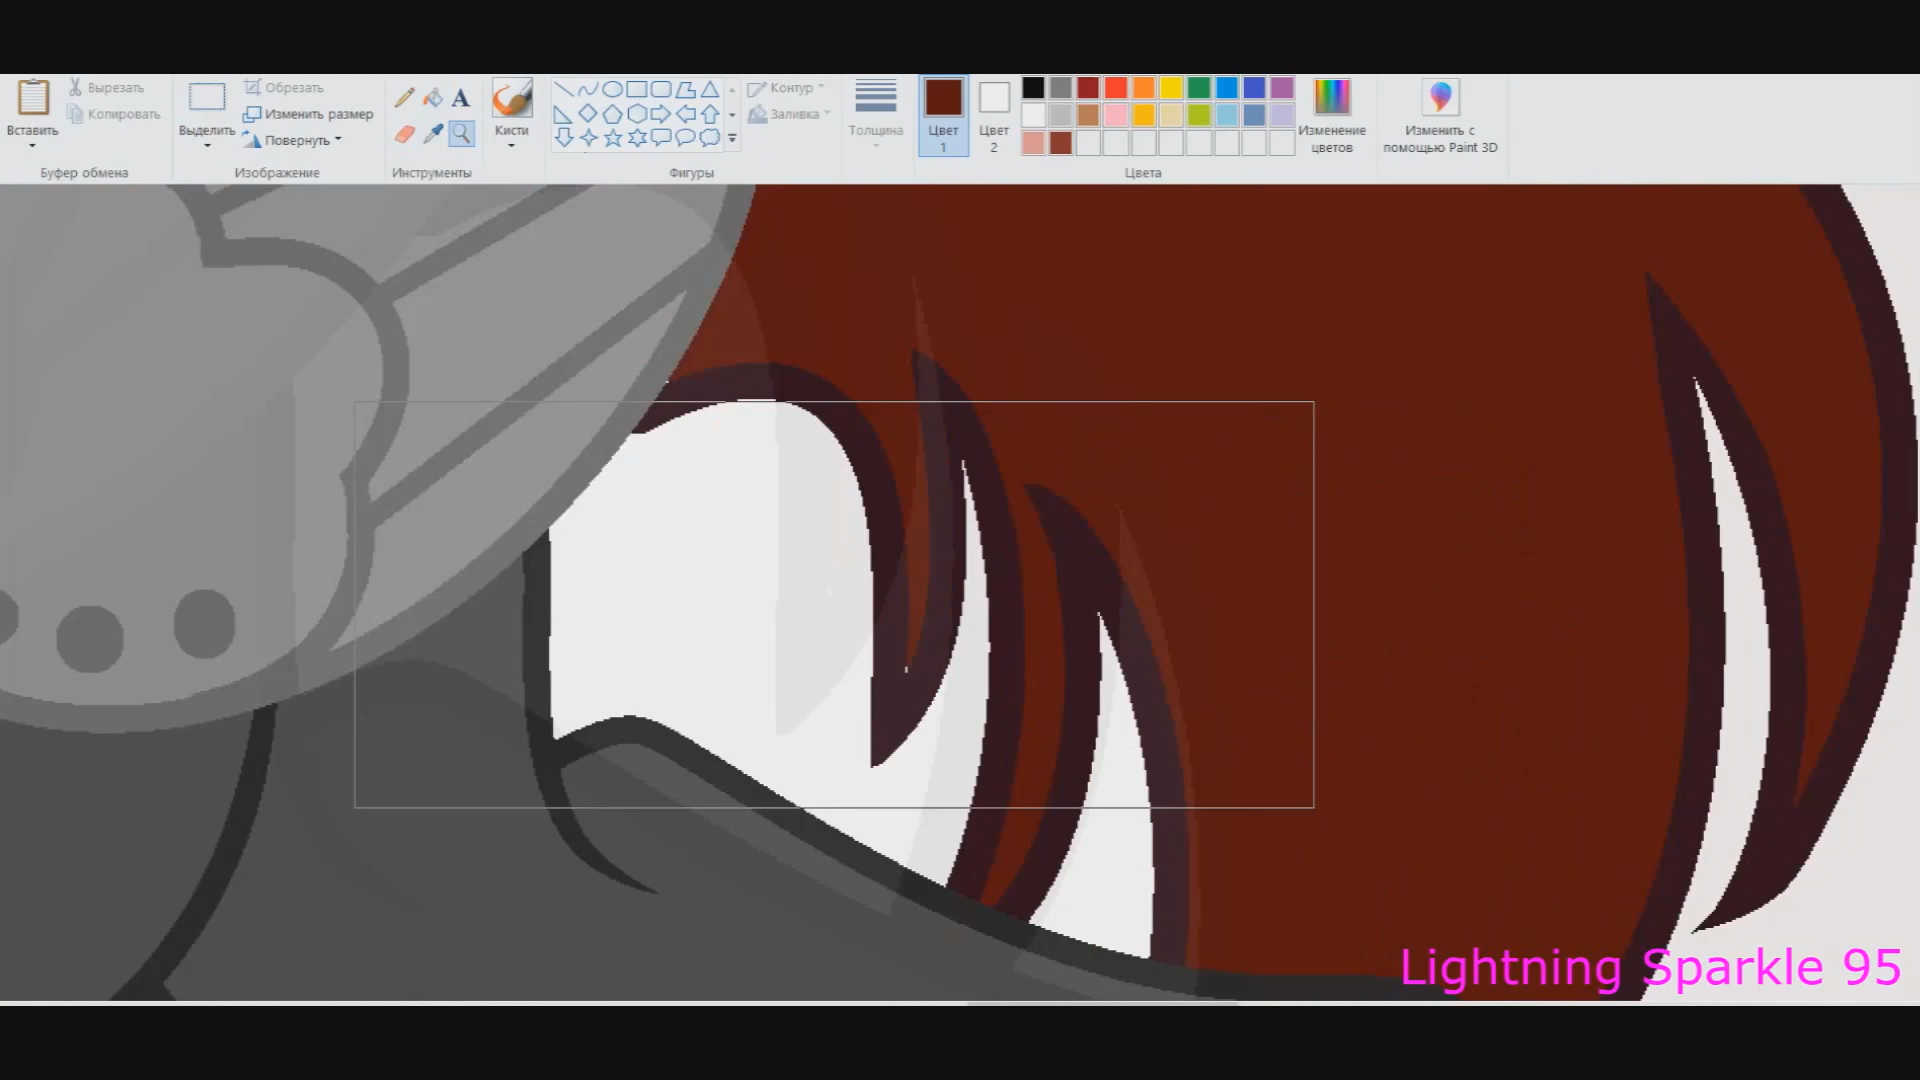 Вставить
Вырезать
Копировать
Буфер обмена
Выделить
Обрезать
Изменить размер
Повернуть
Изображение
A
Инструменты
Кисти
Контур
Заливка
Фигуры
Толщина
Цвет
1
Цвет
2
Изменение
цветов
Цвета
Изменить с
помощью Paint 3D
Lightning Sparkle 95